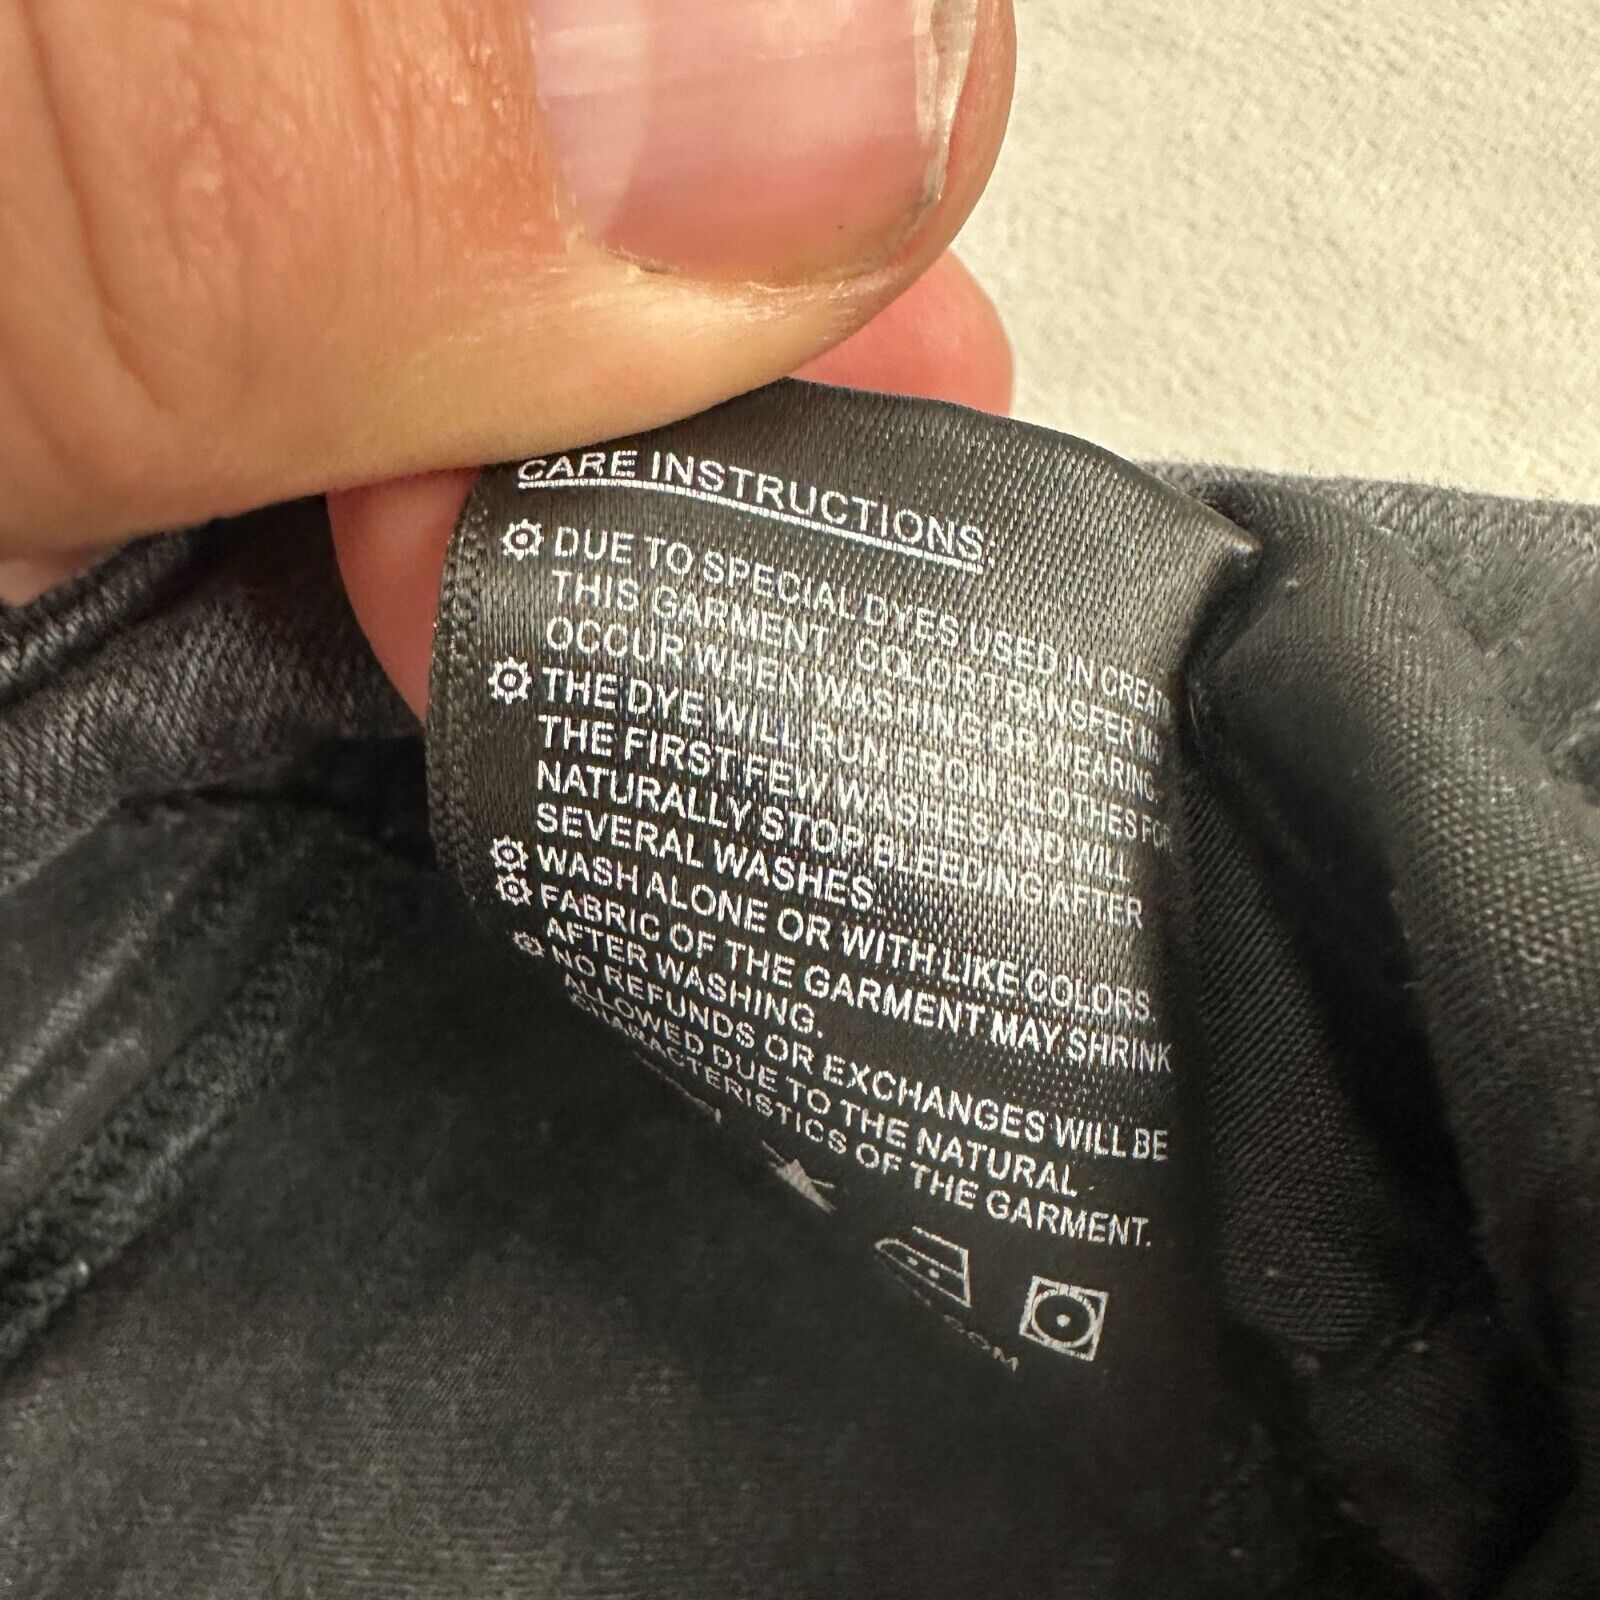 CARE INSTRUCTIONS:
DUE TO SPECIAL DYES USED IN
THIS GARMENT, COLOR TRANSFER
OCCUR WHEN WASHING OR WEARING.
THE DYE WILL RUN FROM CLOTHES FOR
THE FIRST FEW WASHES AND WILL
NATURALLY STOP BLEEDING AFTER
SEVERAL WASHES
WASH ALONE OR WITH LIKE COLORS.
FABRIC OF THE GARMENT MAY SHRINK
AFTER WASHING.
NO REFUNDS OR EXCHANGES WILL BE
ALLOWED DUE TO THE NATURAL
CHARACTERISTICS OF THE GARMENT.